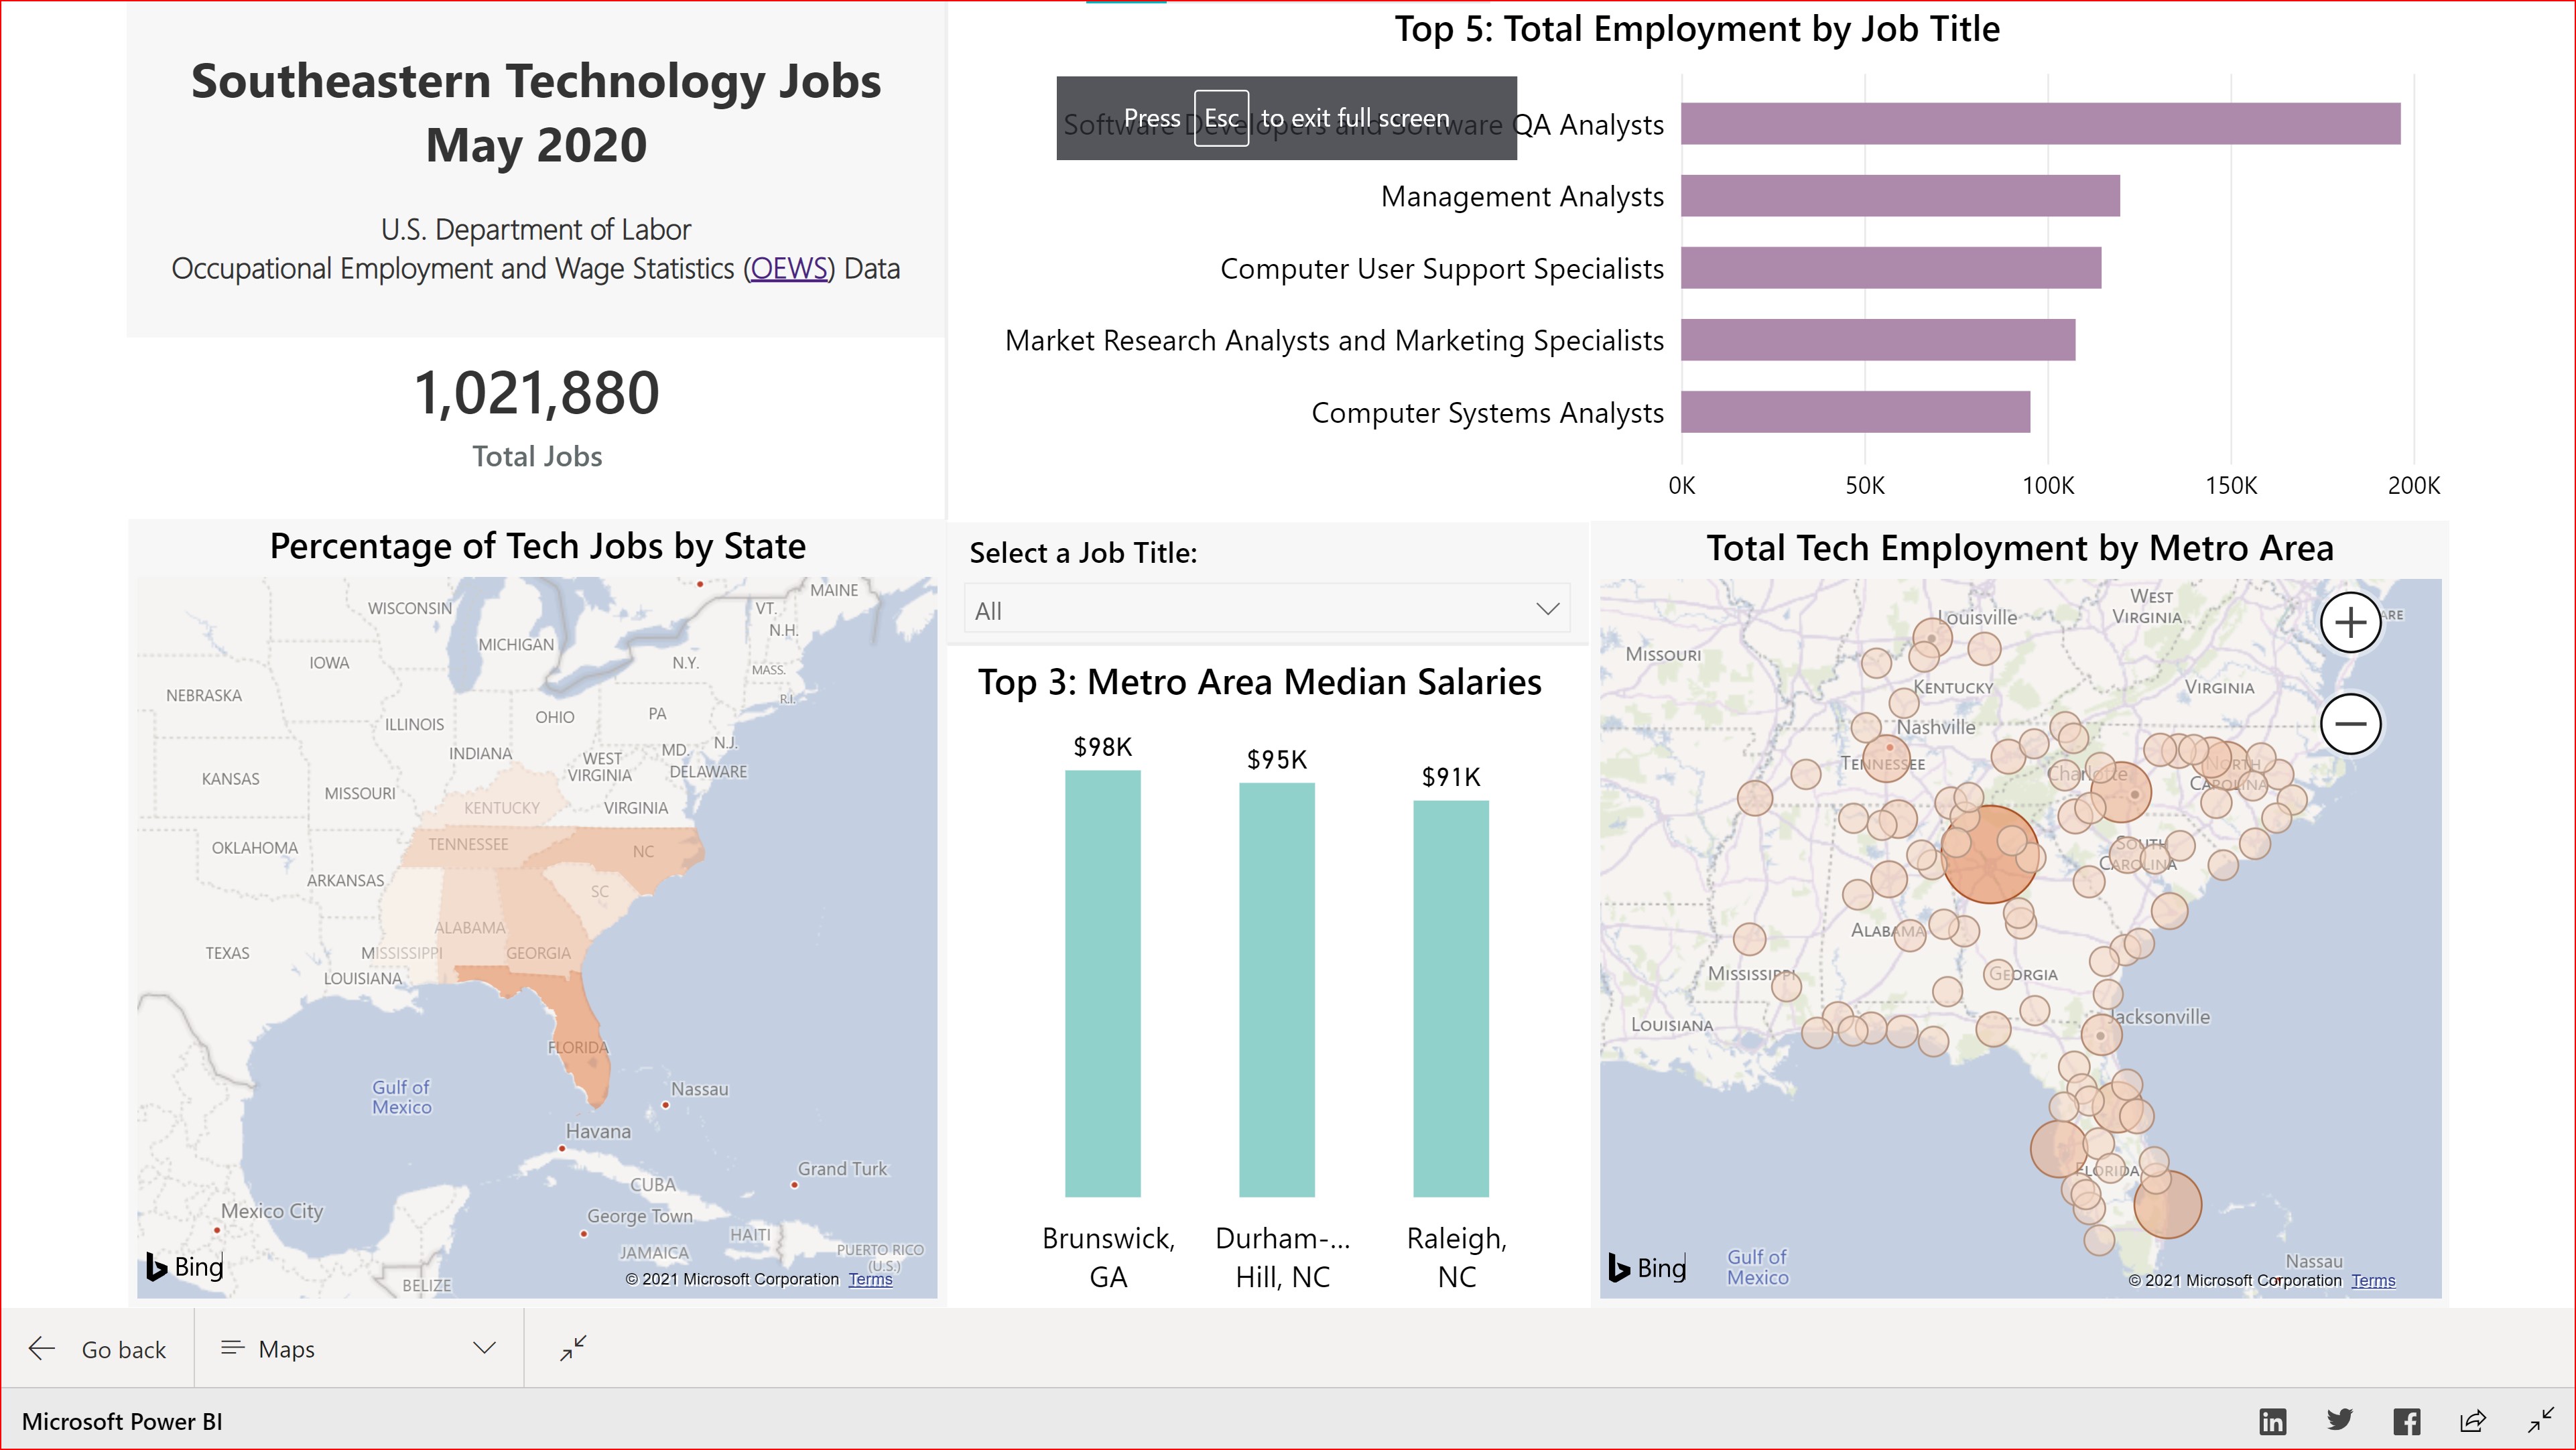 Southeastern Technology Jobs
May 2020
U.S. Department of Labor
Occupational Employment and Wage Statistics (OEWS) Data
1,021,880
Total Jobs
Top 5: Total Employment by Job Title
Press Esc to exit full screen
Software Developers and Software QA Analysts
Management Analysts
Computer User Support Specialists
Market Research Analysts and Marketing Specialists
Computer Systems Analysts
0K 50K 100K 150K 200K
Percentage of Tech Jobs by State
MAINE
WISCONSIN
VT.
N.H.
MICHIGAN
IOWA
N.Y.
MASS.
NEBRASKA
R.I.
ILLINOIS
OHIO
PA
INDIANA
MD.
N.J.
WEST
VIRGINIA
DELAWARE
KANSAS
MISSOURI
KENTUCKY
VIRGINIA
OKLAHOMA
TENNESSEE
NC
ARKANSAS
SC
ALABAMA
TEXAS
MISSISSIPPI
GEORGIA
LOUISIANA
FLORIDA
Gulf of
Mexico
Nassau
Havana
Grand Turk
CUBA
Mexico City
George Town
HAITI
JAMAICA
PUERTO RICO
(U.S.)
BELIZE
Bing
© 2021 Microsoft Corporation Terms
Select a Job Title:
All
Top 3: Metro Area Median Salaries
$98K
$95K
$91K
Brunswick,
GA
Durham-...
Hill, NC
Raleigh,
NC
Total Tech Employment by Metro Area
WEST
VIRGINIA
ARE
Louisville
MISSOURI
KENTUCKY
VIRGINIA
Nashville
TENNESSEE
Charlotte
NORTH
CAROLINA
SOUTH
CAROLINA
ALABAMA
MISSISSIPPI
GEORGIA
LOUISIANA
Jacksonville
FLORIDA
Gulf of
Mexico
Nassau
Bing
© 2021 Microsoft Corporation Terms
Go back
Maps
Microsoft Power BI